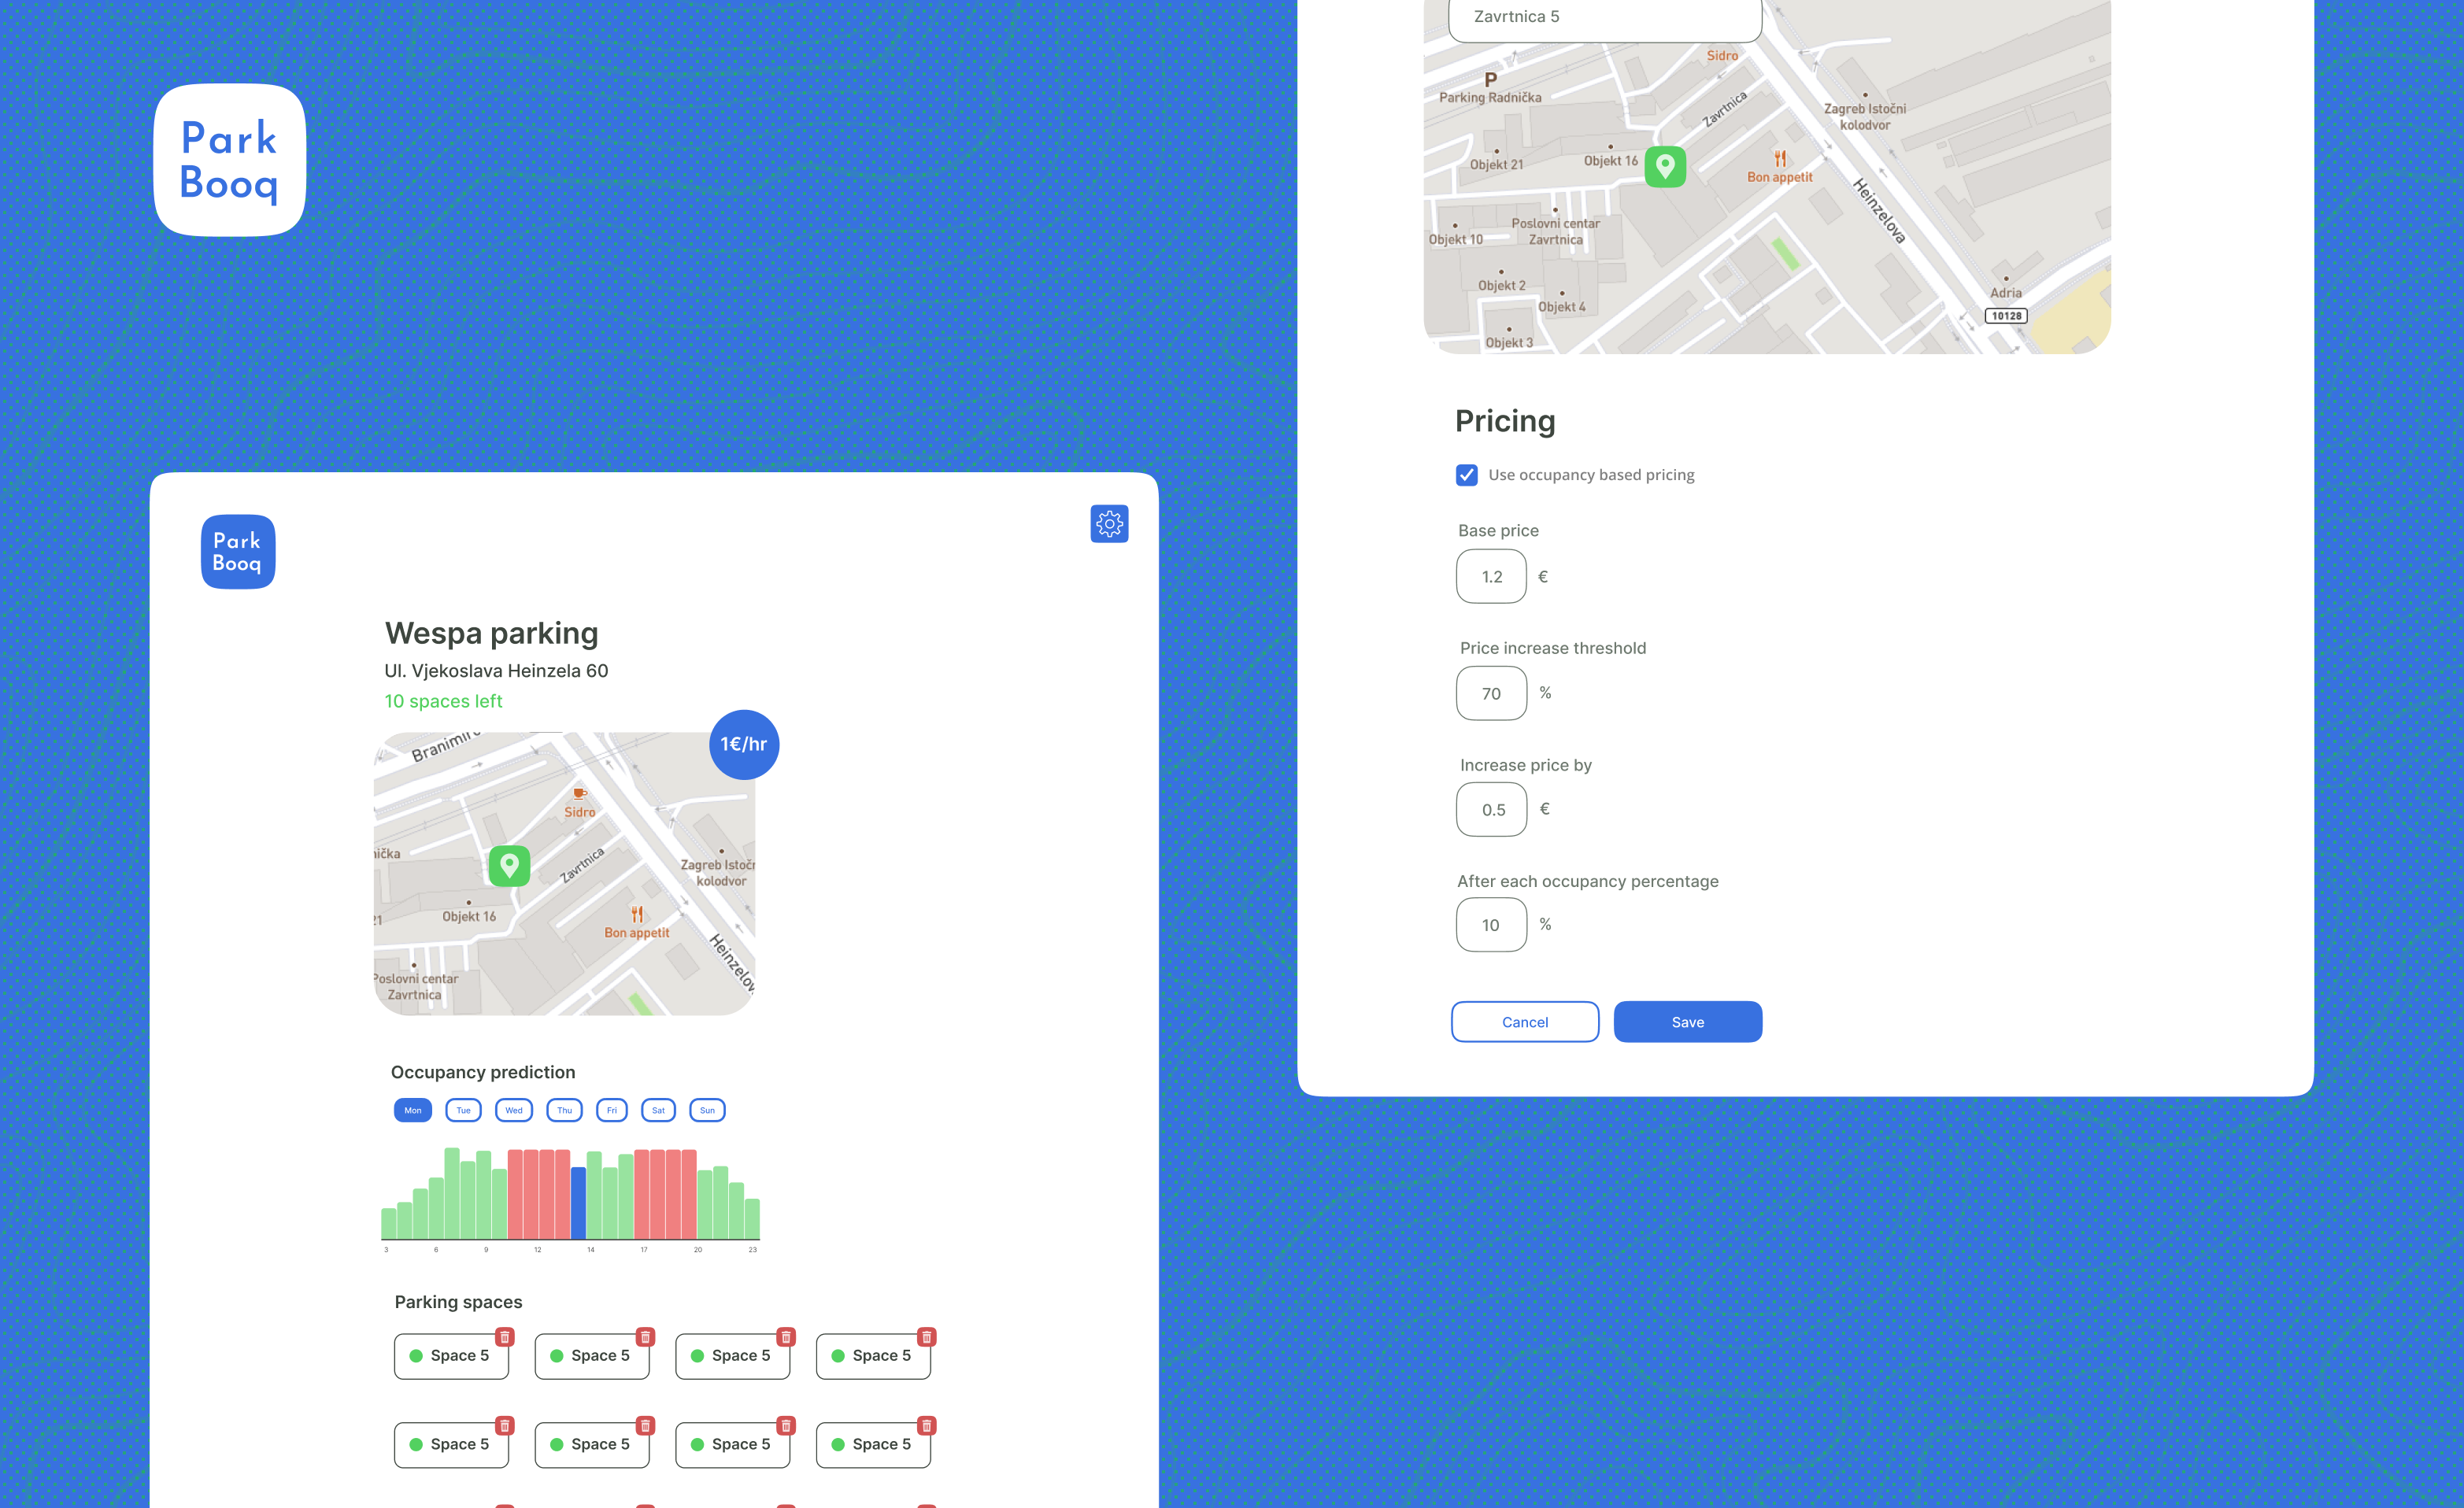 Park
Booq
Park
Booq
Wespa parking
Ul. Vjekoslava Heinzela 60
10 spaces left
1€/hr
Sidro
Zavrtnica
Zagreb Istočn
kolodvor
Objekt 16
21
Bon appetit
Poslovni centar
Zavrtnica
Occupancy prediction
Mon Tue Wed Thu Fri Sat Sun
3 6 9 12 14 17 20 23
Parking spaces
Space 5 Space 5 Space 5 Space 5
Space 5 Space 5 Space 5 Space 5
Zavrtnica 5
Sidro
P
Parking Radnička
Zavrtnica
Zagreb Istočni
kolodvor
Objekt 21
Objekt 16
Bon appetit
Heinzelova
Poslovni centar
Zavrtnica
Objekt 10
Objekt 2
Objekt 4
Adria
10128
Objekt 3
Pricing
Use occupancy based pricing
Base price
1.2 €
Price increase threshold
70 %
Increase price by
0.5 €
After each occupancy percentage
10 %
Cancel Save